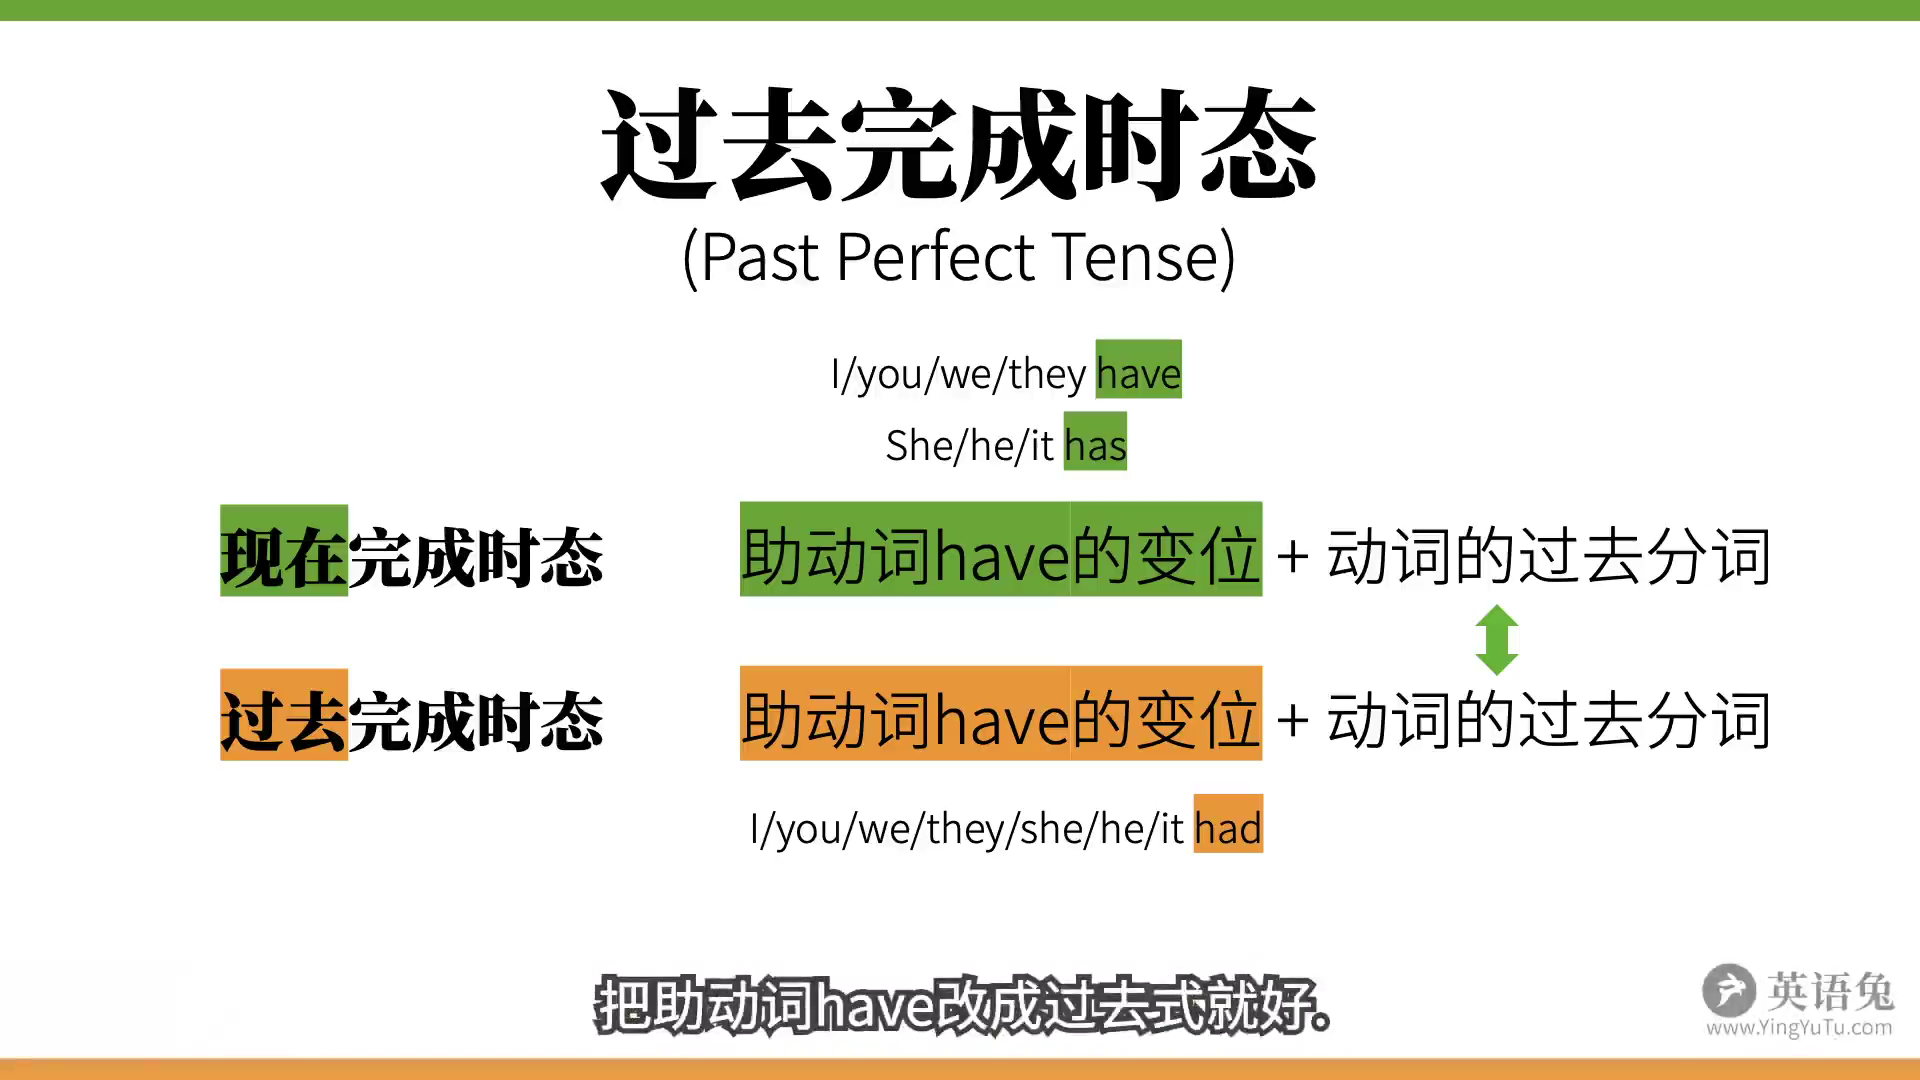 过去完成时态
(Past Perfect Tense)
I/you/we/they have
She/he/it has
现在完成时态 助动词have的变位 + 动词的过去分词
过去完成时态 助动词have的变位 + 动词的过去分词
I/you/we/they/she/he/it had
把助动词have改成过去式就好.
英语兔
www.YingYuTu.com